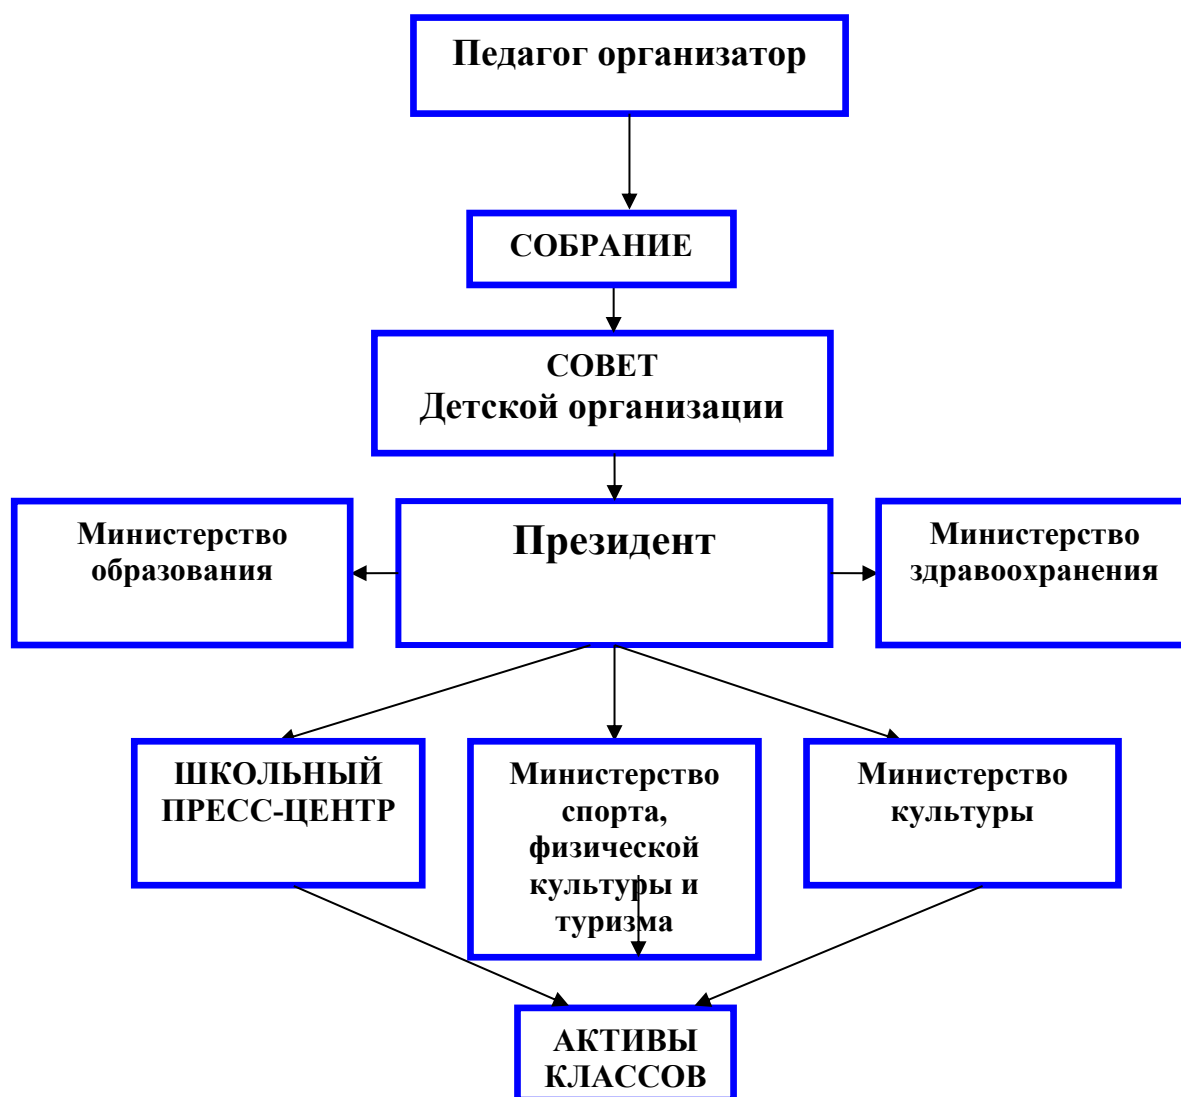 Педагог организатор
СОБРАНИЕ
СОВЕТ
Детской организации
Министерство
образования
Президент
Министерство
здравоохранения
ШКОЛЬНЫЙ
ПРЕСС-ЦЕНТР
Министерство
спорта,
физической
культуры и
туризма
Министерство
культуры
АКТИВЫ
КЛАССОВ